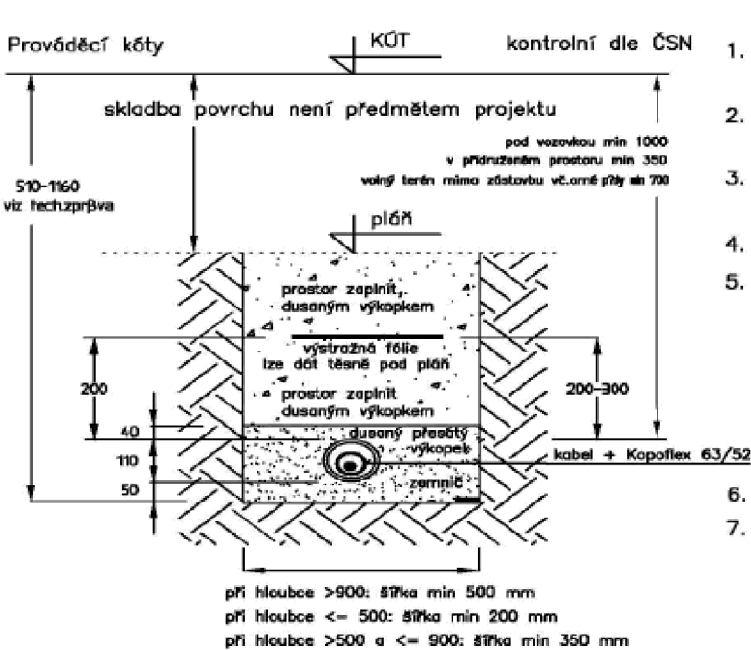 Prováděcí kóty
KÚT
kontrolní dle ČSN
1.
skladba povrchu není předmětem projektu
2.
pod vozovkou min 1000
v přidruženém prostoru min 350
volný terén mimo zástavbu vč.orné půdy min 700
3.
510-1160
viz tech.zpráva
pláň
4.
5.
prostor zaplnit
dusaným výkopkem
výstražná fólie
lze dát těsně pod pláň
200
200-300
prostor zaplnit
dusaným výkopkem
40
dusaný přesátý
výkopek
110
kabel + Kopoflex 63/52
zemnič
50
6.
7.
při hloubce >900: šířka min 500 mm
při hloubce <= 500: šířka min 200 mm
při hloubce >500 a <= 900: šířka min 350 mm